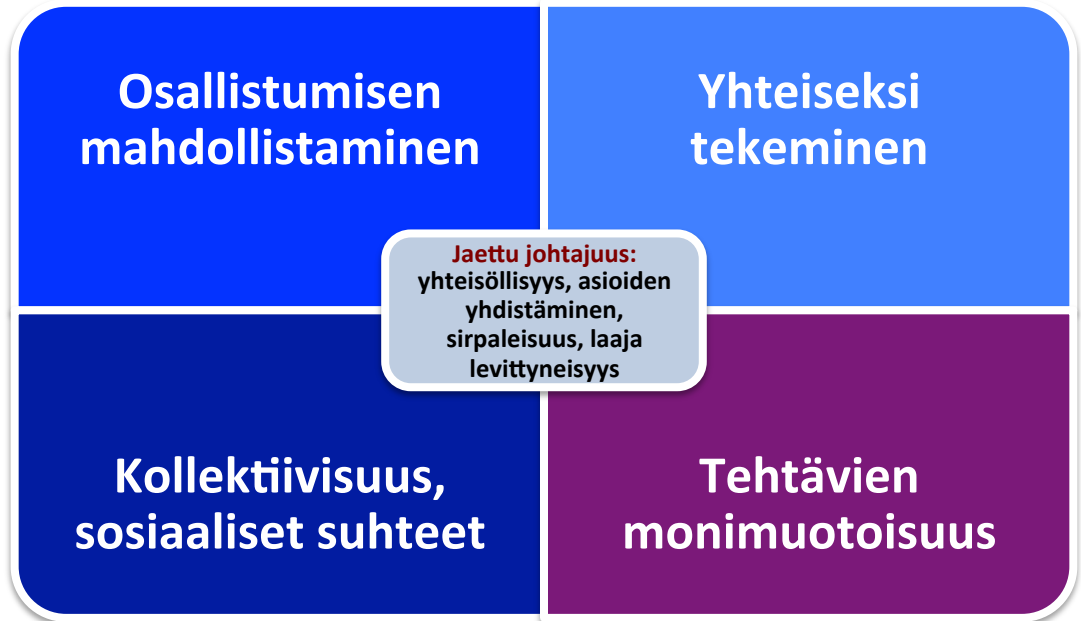 Osallistumisen
mahdollistaminen
Yhteiseksi
tekeminen
Jaettu johtajuus:
yhteisöllisyys, asioiden
yhdistäminen,
sirpaleisuus, laaja
levittyneisyys
Kollektiivisuus,
sosiaaliset suhteet
Tehtävien
monimuotoisuus